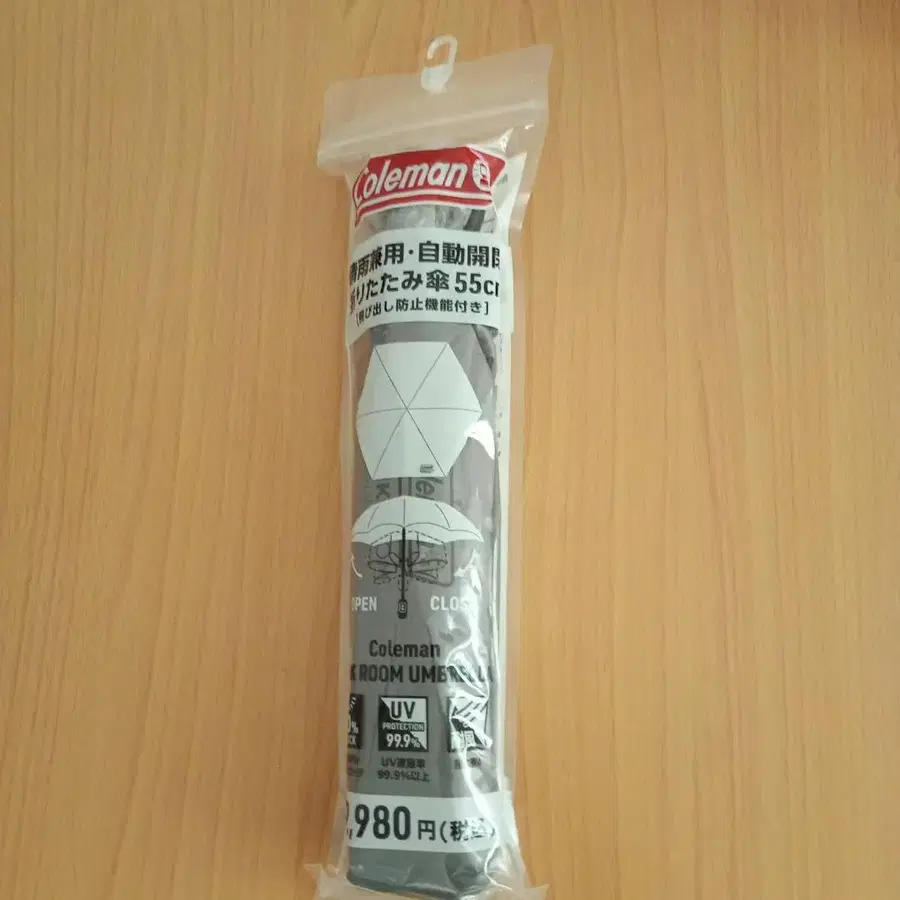 Coleman
晴雨兼用・自動開閉
折りたたみ傘 55cm
[飛び出し防止機能付き]
OPEN CLOSE
Coleman
K ROOM UMBRELLA
UV
PROTECTION
99.9%
UV遮蔽率
99.9%以上
,980円(税込)